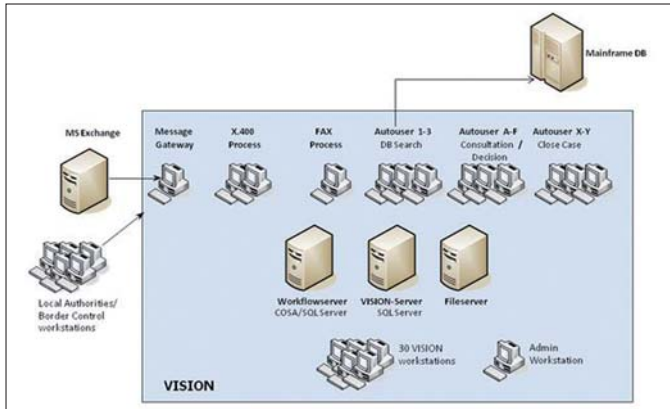 Mainframe DB
MS Exchange
Message
Gateway
X.400
Process
FAX
Process
Autouser 1-3
DB Search
Autouser A-F
Consultation /
Decision
Autouser X-Y
Close Case
Local Authorities/
Border Control
workstations
Workflowserver
COSA/SQL Server
VISION-Server
SQL Server
Fileserver
30 VISION
workstations
Admin
Workstation
VISION